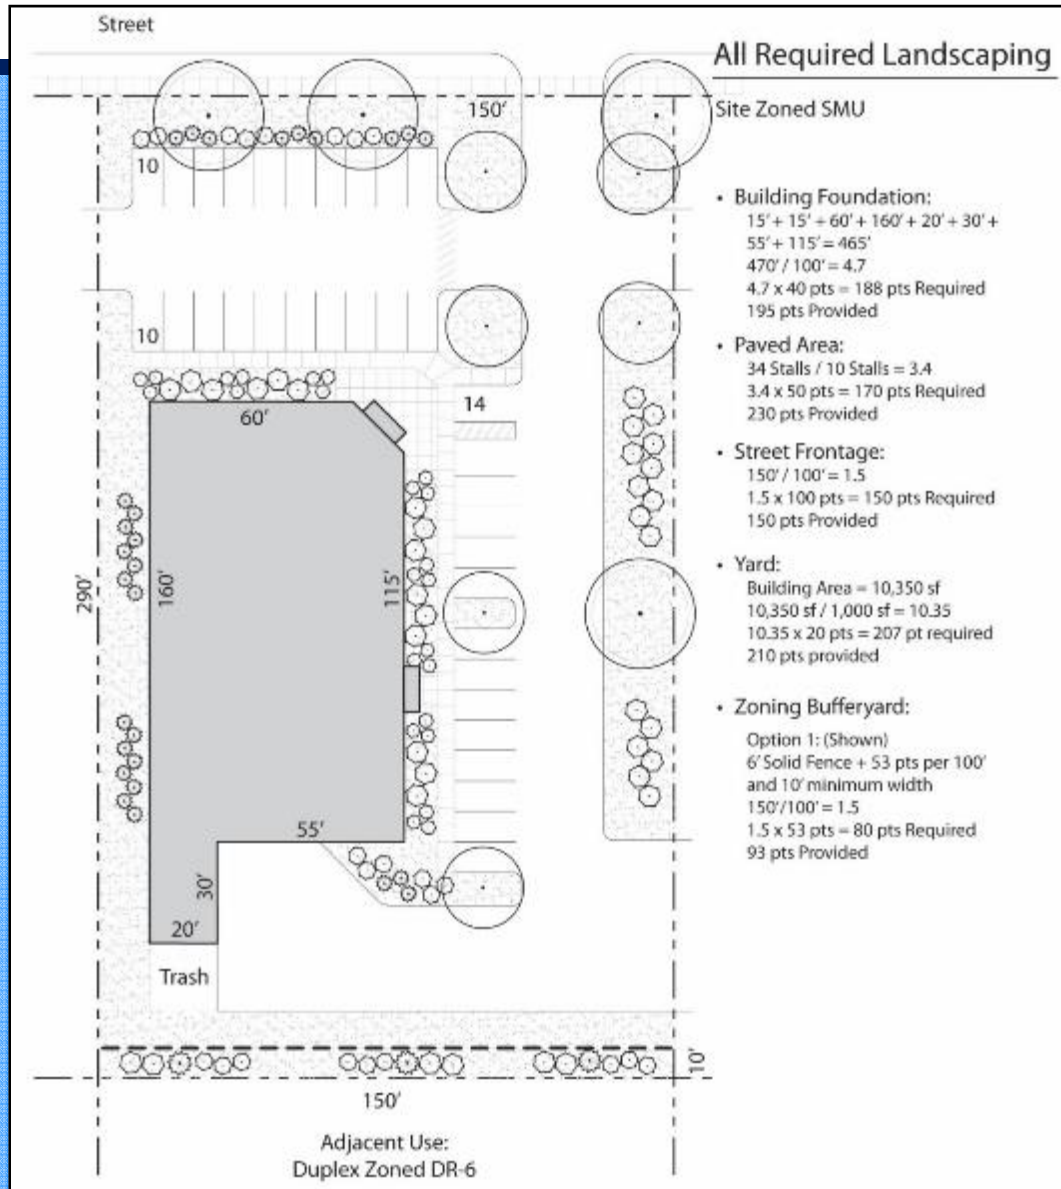 Street
All Required Landscaping
150'
Site Zoned SMU
10
• Building Foundation:
15' + 15' + 60' + 160' + 20' + 30' +
55' + 115' = 465'
470' / 100' = 4.7
4.7 x 40 pts = 188 pts Required
195 pts Provided
10
• Paved Area:
34 Stalls / 10 Stalls = 3.4
3.4 x 50 pts = 170 pts Required
230 pts Provided
60'
14
• Street Frontage:
150' / 100' = 1.5
1.5 x 100 pts = 150 pts Required
150 pts Provided
290'
160'
115'
• Yard:
Building Area = 10,350 sf
10,350 sf / 1,000 sf = 10.35
10.35 x 20 pts = 207 pt required
210 pts provided
• Zoning Bufferyard:
Option 1: (Shown)
6' Solid Fence + 53 pts per 100'
and 10' minimum width
150'/100' = 1.5
1.5 x 53 pts = 80 pts Required
93 pts Provided
55'
30'
20'
Trash
10'
150'
Adjacent Use:
Duplex Zoned DR-6